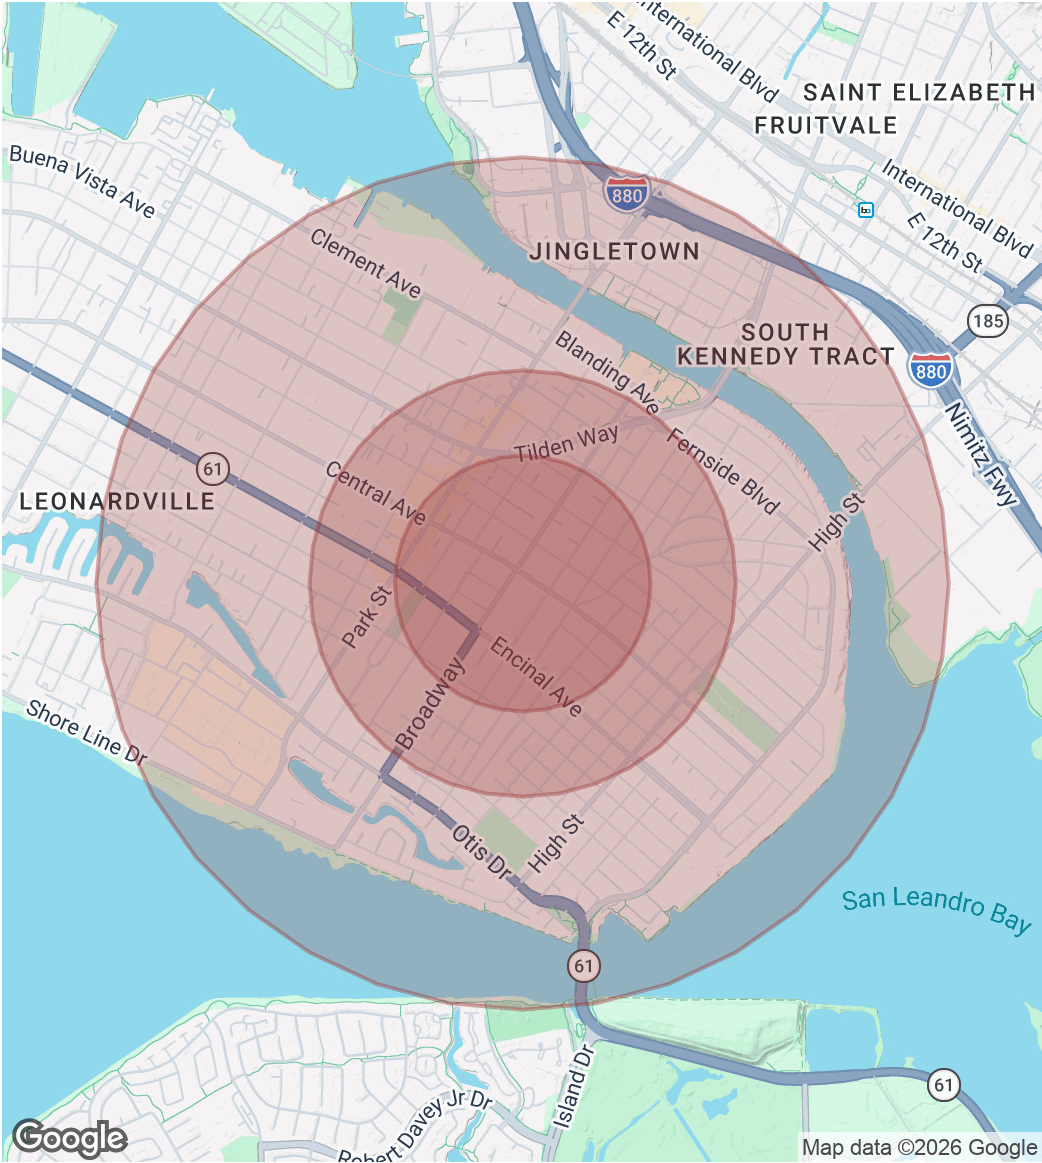 International Blvd
E 12th St
SAINT ELIZABETH
FRUITVALE
Buena Vista Ave
International Blvd
880
E 12th St
Clement Ave
JINGLETOWN
185
SOUTH
KENNEDY TRACT
Blanding Ave
880
Nimitz Fwy
Tilden Way
Fernside Blvd
61
Central Ave
LEONARDVILLE
High St
Park St
Encinal Ave
Broadway
Shore Line Dr
Otis Dr
High St
San Leandro Bay
61
Island Dr
61
Robert Davey Jr Dr
Google
Map data ©2026 Google